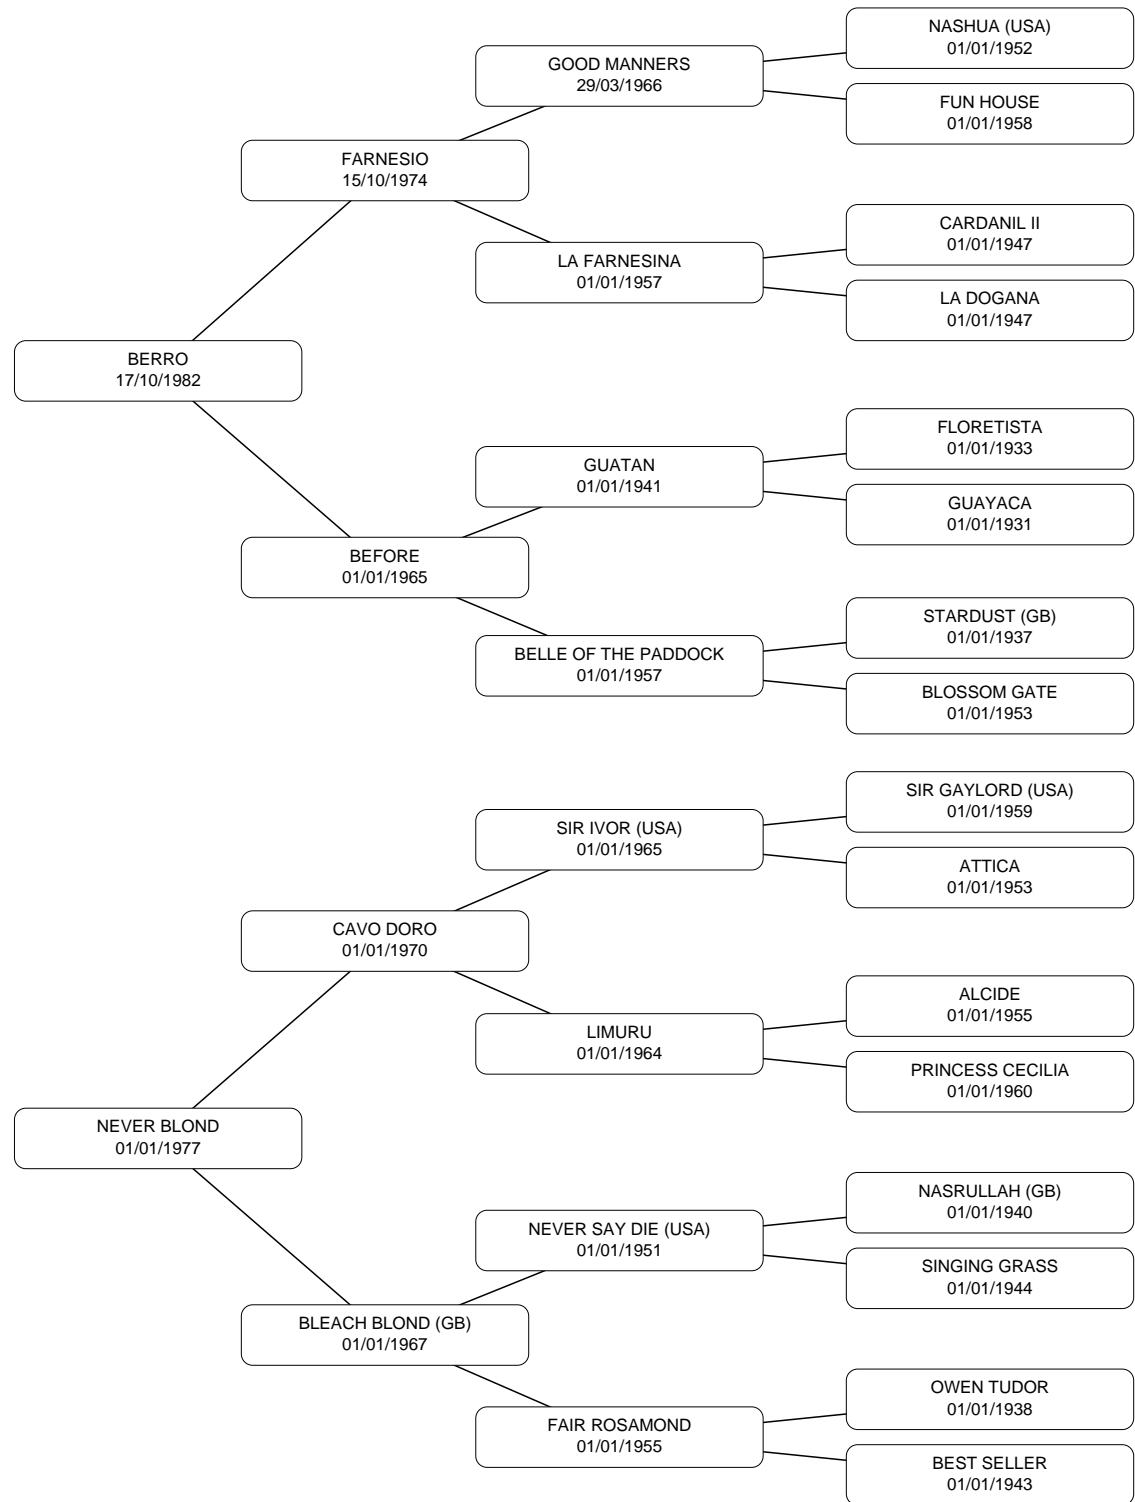 NASHUA (USA)
01/01/1952
GOOD MANNERS
29/03/1966
FUN HOUSE
01/01/1958
FARNESIO
15/10/1974
CARDANIL II
01/01/1947
LA FARNESINA
01/01/1957
LA DOGANA
01/01/1947
BERRO
17/10/1982
FLORETISTA
01/01/1933
GUATAN
01/01/1941
GUAYACA
01/01/1931
BEFORE
01/01/1965
STARDUST (GB)
01/01/1937
BELLE OF THE PADDOCK
01/01/1957
BLOSSOM GATE
01/01/1953
SIR GAYLORD (USA)
01/01/1959
SIR IVOR (USA)
01/01/1965
ATTICA
01/01/1953
CAVO DORO
01/01/1970
ALCIDE
01/01/1955
LIMURU
01/01/1964
PRINCESS CECILIA
01/01/1960
NEVER BLOND
01/01/1977
NASRULLAH (GB)
01/01/1940
NEVER SAY DIE (USA)
01/01/1951
SINGING GRASS
01/01/1944
BLEACH BLOND (GB)
01/01/1967
OWEN TUDOR
01/01/1938
FAIR ROSAMOND
01/01/1955
BEST SELLER
01/01/1943